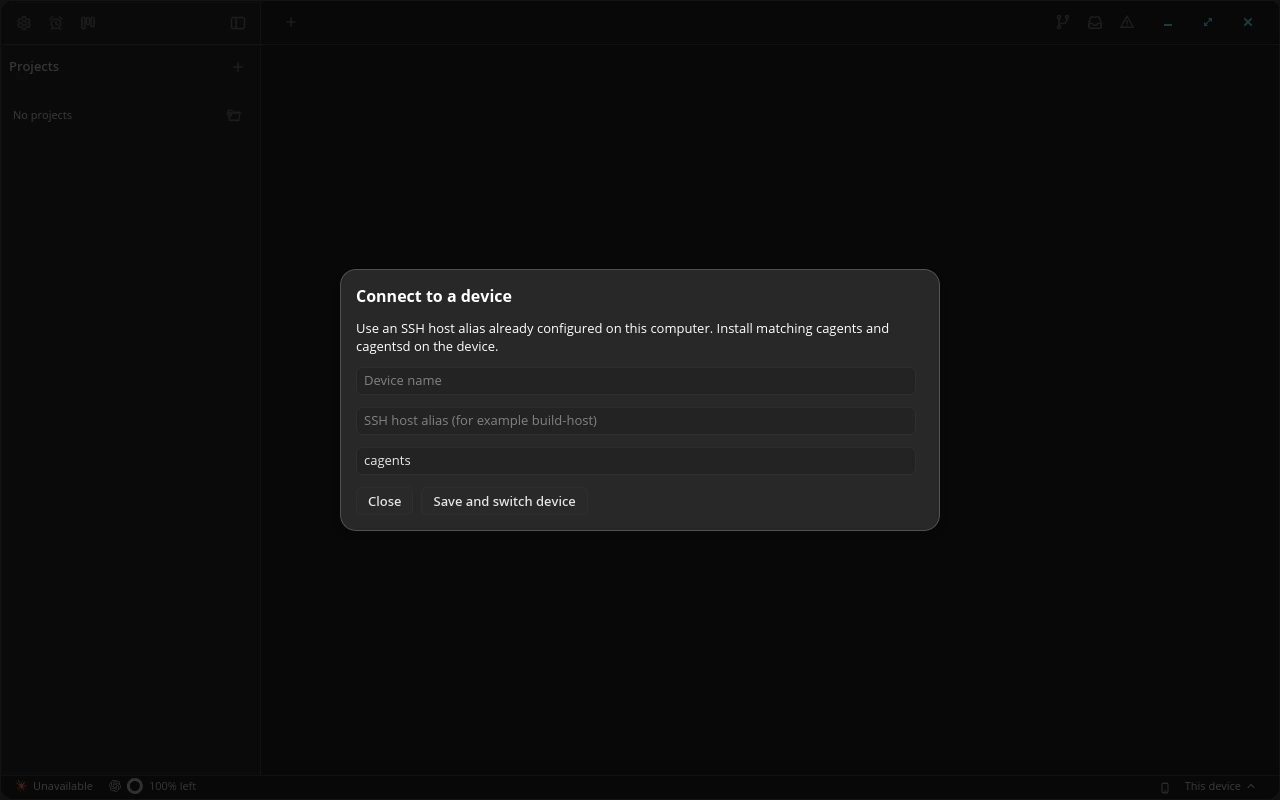 Projects
No projects
Connect to a device
Use an SSH host alias already configured on this computer. Install matching cagents and
cagentsd on the device.
Device name
SSH host alias (for example build-host)
cagents
Close
Save and switch device
Unavailable
100% left
This device